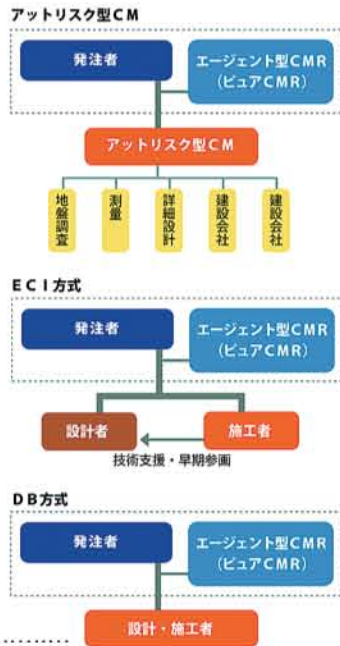 アットリスク型ＣＭ
発注者
エージェント型ＣＭＲ
（ピュアＣＭＲ）
アットリスク型ＣＭ
地盤調査
測量
詳細設計
建設会社
建設会社
ＥＣＩ方式
発注者
エージェント型ＣＭＲ
（ピュアＣＭＲ）
設計者
施工者
技術支援・早期参画
ＤＢ方式
発注者
エージェント型ＣＭＲ
（ピュアＣＭＲ）
設計・施工者